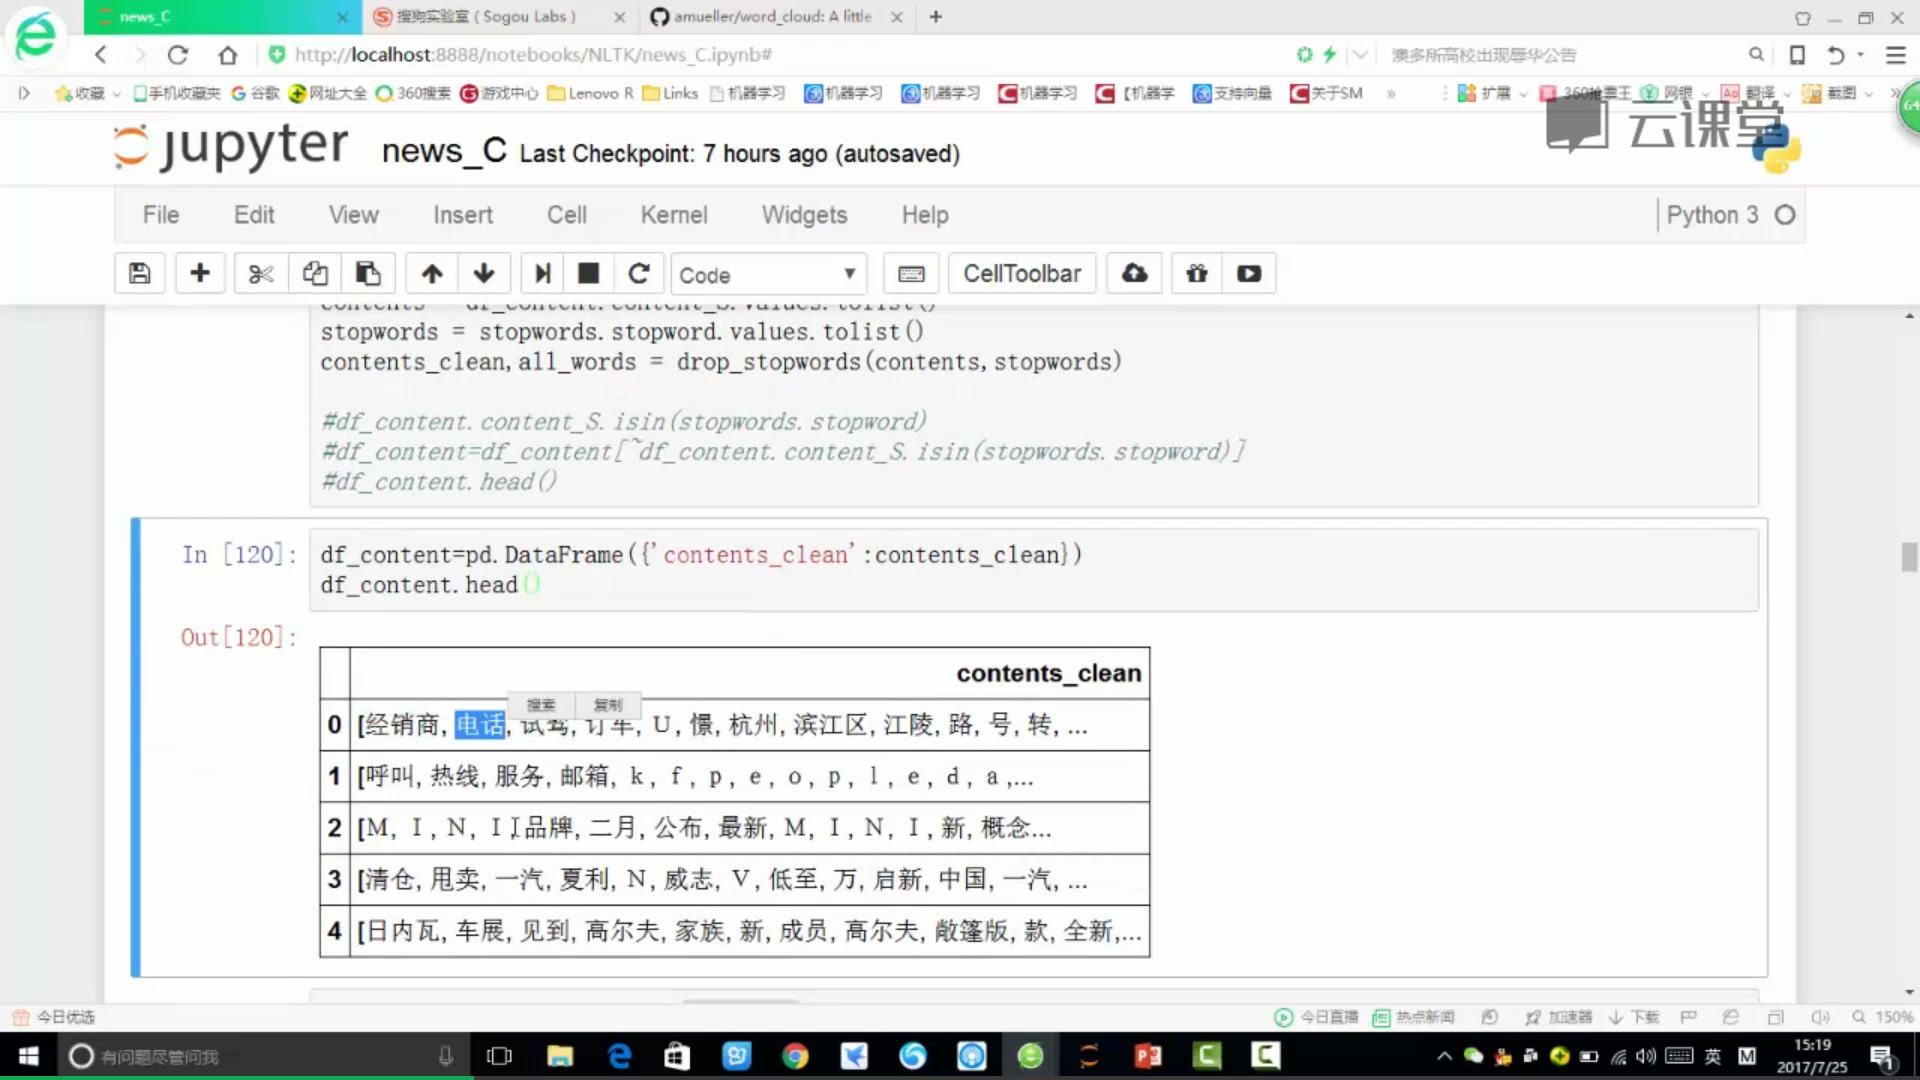 news_C
搜狗实验室 ( Sogou Labs )
amueller/word_cloud: A little
http://localhost:8888/notebooks/NLTK/news_C.ipynb#
澳多所高校出现辱华公告
收藏 手机收藏夹 谷歌 网址大全 360搜索 游戏中心 Lenovo R Links 机器学习 机器学习 机器学习 机器学习 【机器学 支持向量 关于SM » 扩展 360抢票王 网银 翻译 截图 »
64
云课堂
jupyter news_C Last Checkpoint: 7 hours ago (autosaved)
File Edit View Insert Cell Kernel Widgets Help Python 3
Code CellToolbar
contents = df_content.content_S.values.tolist()
stopwords = stopwords.stopword.values.tolist()
contents_clean,all_words = drop_stopwords(contents,stopwords)
#df_content.content_S.isin(stopwords.stopword)
#df_content=df_content[~df_content.content_S.isin(stopwords.stopword)]
#df_content.head()
In [120]: df_content=pd.DataFrame({'contents_clean':contents_clean})
df_content.head()
Out[120]:
contents_clean
搜索 复制
0 [经销商, 电话, 试驾, 订车, U, 憬, 杭州, 滨江区, 江陵, 路, 号, 转, ...
1 [呼叫, 热线, 服务, 邮箱, k, f, p, e, o, p, l, e, d, a,...
2 [M, I, N, I, 品牌, 二月, 公布, 最新, M, I, N, I, 新, 概念...
3 [清仓, 甩卖, 一汽, 夏利, N, 威志, V, 低至, 万, 启新, 中国, 一汽, ...
4 [日内瓦, 车展, 见到, 高尔夫, 家族, 新, 成员, 高尔夫, 敞篷版, 款, 全新,...
今日优选 今日直播 热点新闻 加速器 下载 150%
有问题尽管问我 英 M 15:19
2017/7/25